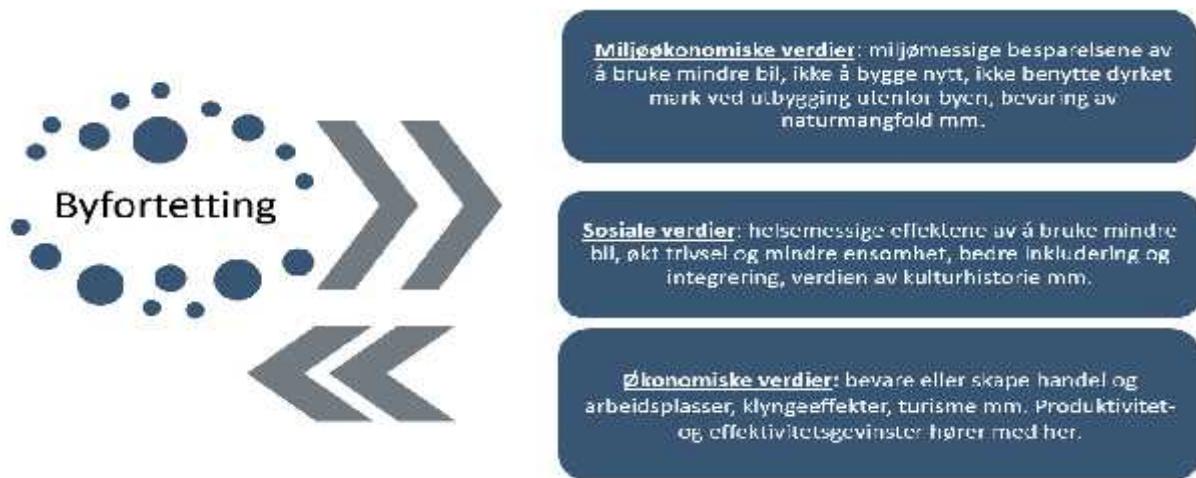 Byfortetting
Miljøøkonomiske verdier: miljømessige besparelsene av
å bruke mindre bil, ikke å bygge nytt, ikke benytte dyrket
mark ved utbygging utenfor byen, bevaring av
naturmangfold mm.
Sosiale verdier: helsemessige effektene av å bruke mindre
bil, økt trivsel og mindre ensomhet, bedre inkludering og
integrering, verdien av kulturhistorie mm.
Økonomiske verdier: bevare eller skape handel og
arbeidsplasser, klyngeeffekter, turisme mm. Produktivitet-
og effektivitetsgevinster hører med her.